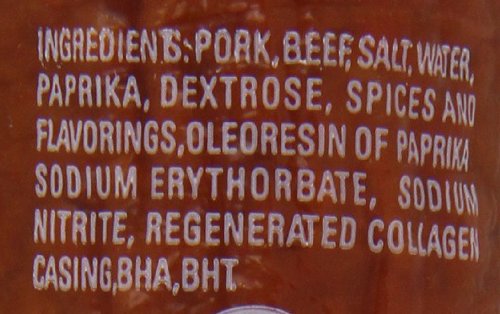 INGREDIENTS: PORK, BEEF, SALT, WATER,
PAPRIKA, DEXTROSE, SPICES AND
FLAVORINGS, OLEORESIN OF PAPRIKA
SODIUM ERYTHORBATE, SODIUM
NITRITE, REGENERATED COLLAGEN
CASING, BHA, BHT.